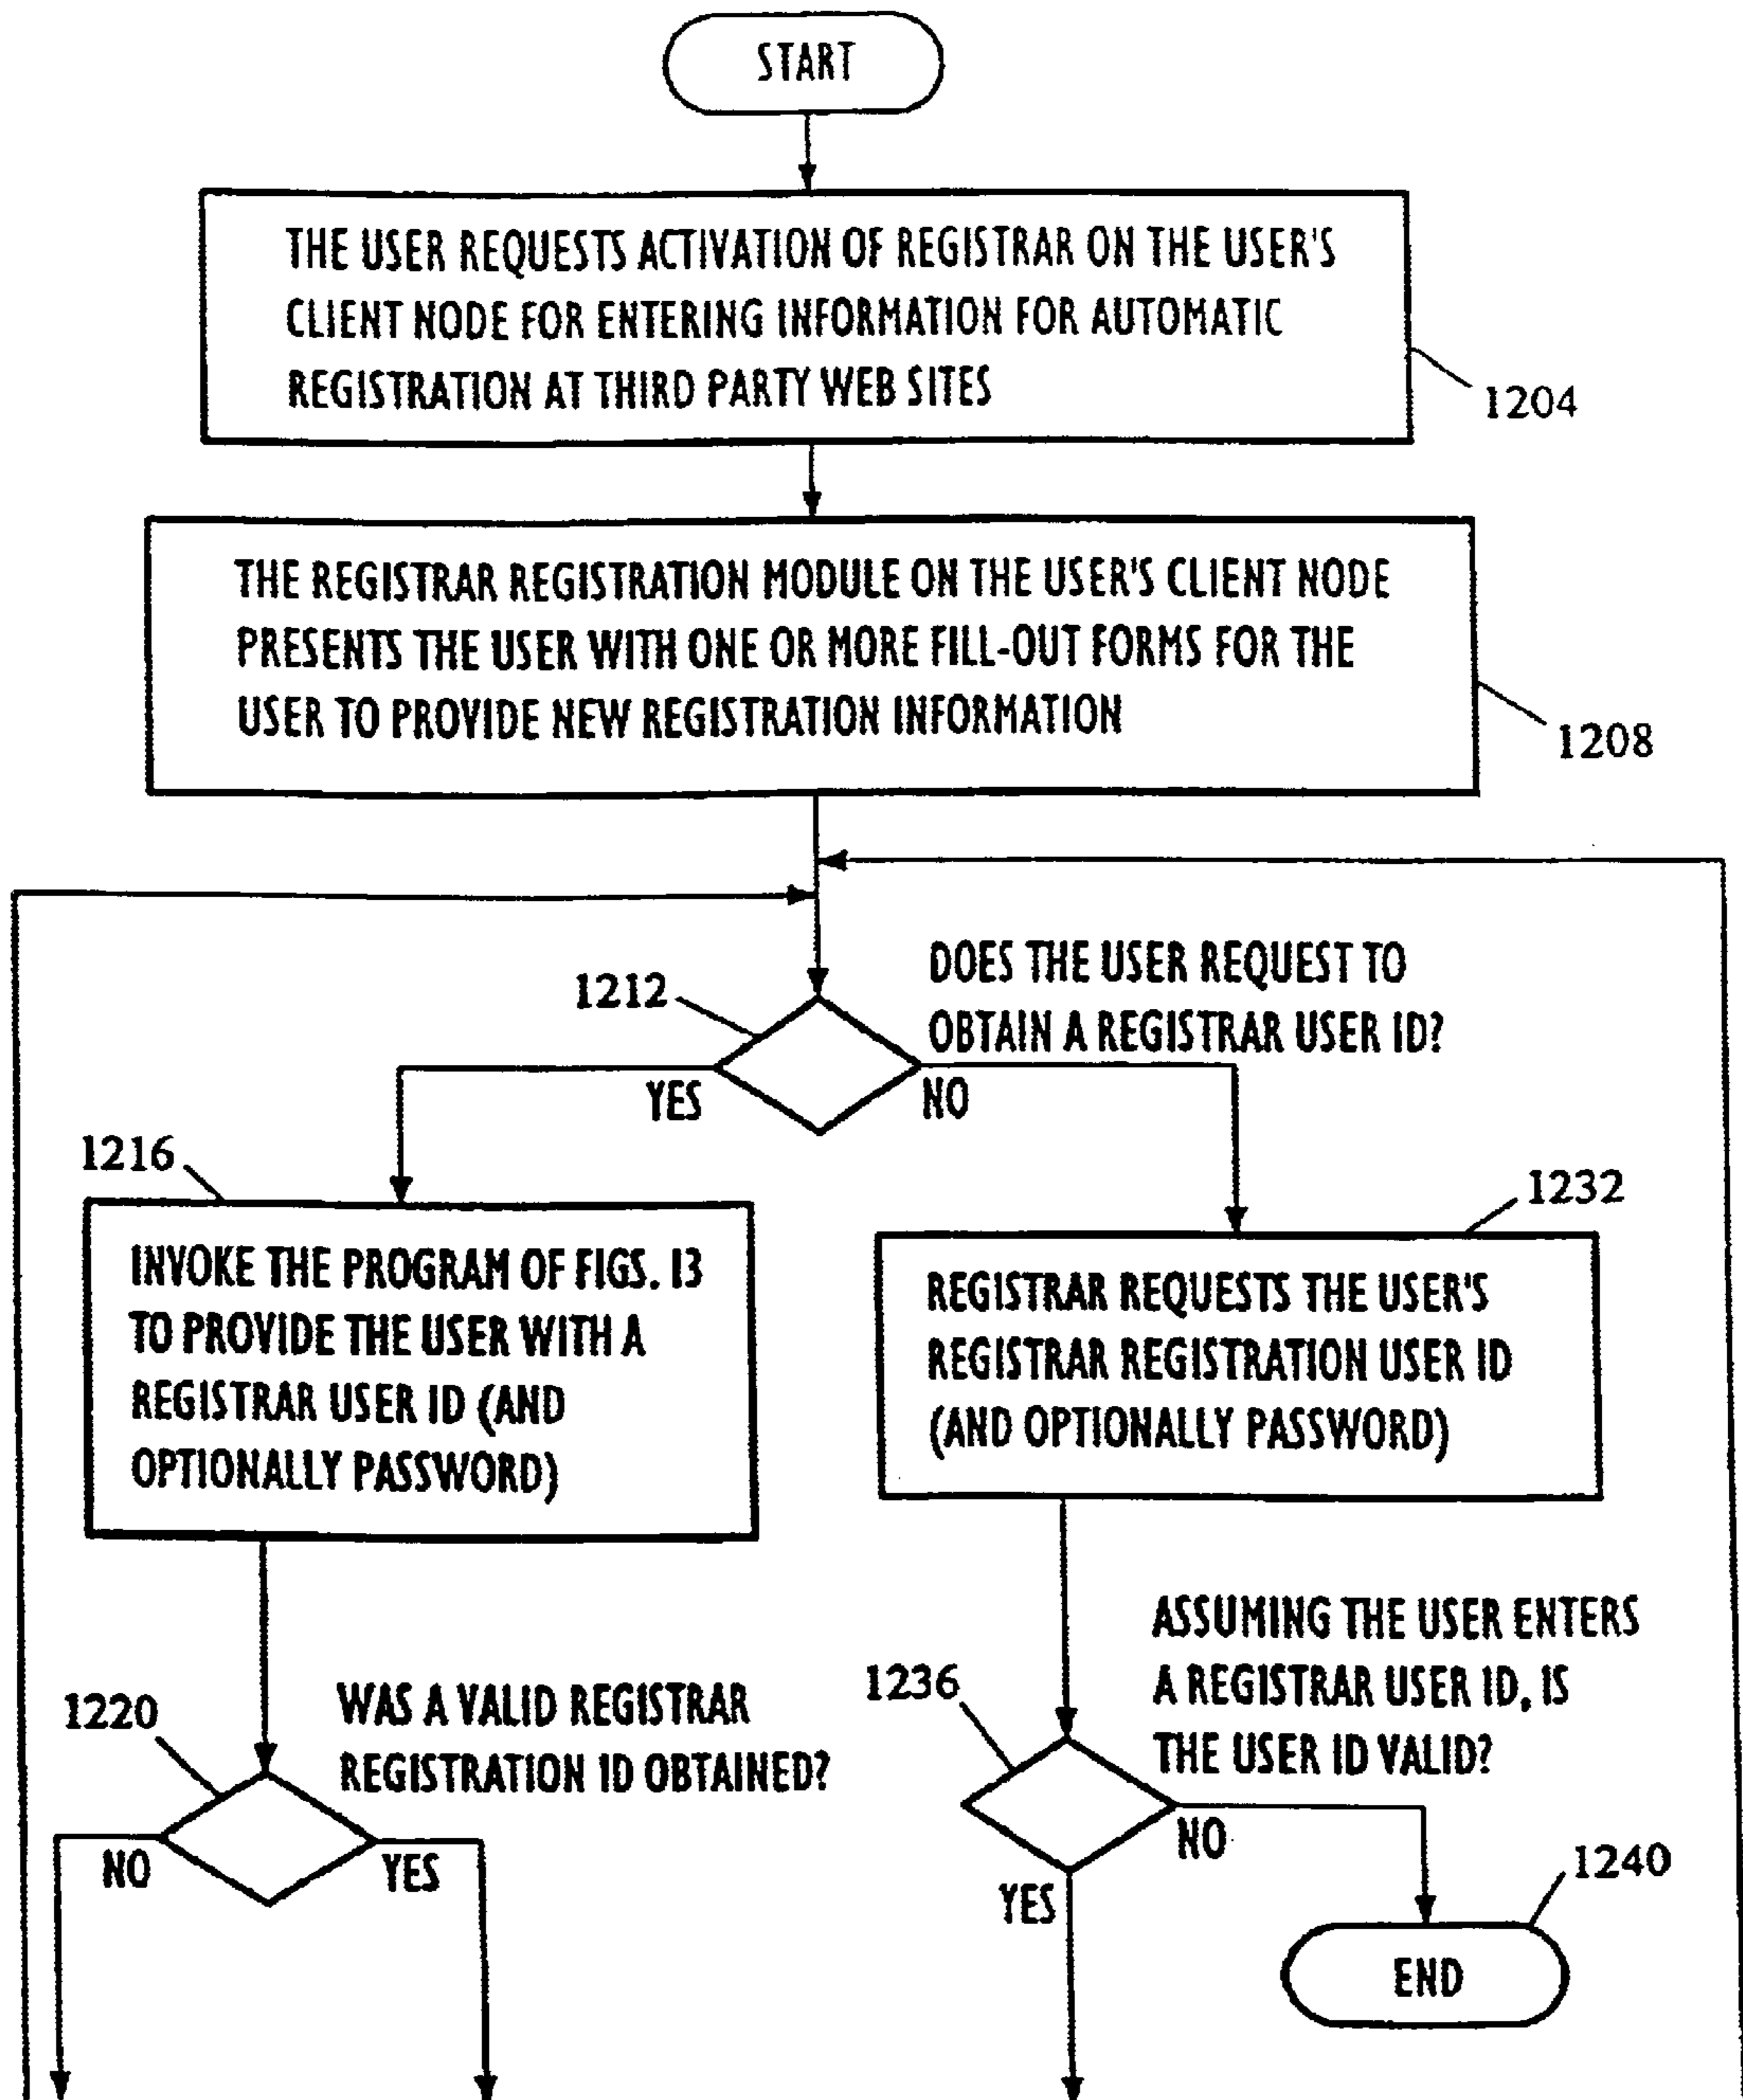 START
THE USER REQUESTS ACTIVATION OF REGISTRAR ON THE USER'S
CLIENT NODE FOR ENTERING INFORMATION FOR AUTOMATIC
REGISTRATION AT THIRD PARTY WEB SITES
1204
THE REGISTRAR REGISTRATION MODULE ON THE USER'S CLIENT NODE
PRESENTS THE USER WITH ONE OR MORE FILL-OUT FORMS FOR THE
USER TO PROVIDE NEW REGISTRATION INFORMATION
1208
DOES THE USER REQUEST TO
OBTAIN A REGISTRAR USER ID?
1212
YES
NO
1216
INVOKE THE PROGRAM OF FIGS. 13
TO PROVIDE THE USER WITH A
REGISTRAR USER ID (AND
OPTIONALLY PASSWORD)
1232
REGISTRAR REQUESTS THE USER'S
REGISTRAR REGISTRATION USER ID
(AND OPTIONALLY PASSWORD)
1220
WAS A VALID REGISTRAR
REGISTRATION ID OBTAINED?
NO
YES
1236
ASSUMING THE USER ENTERS
A REGISTRAR USER ID, IS
THE USER ID VALID?
NO
YES
1240
END